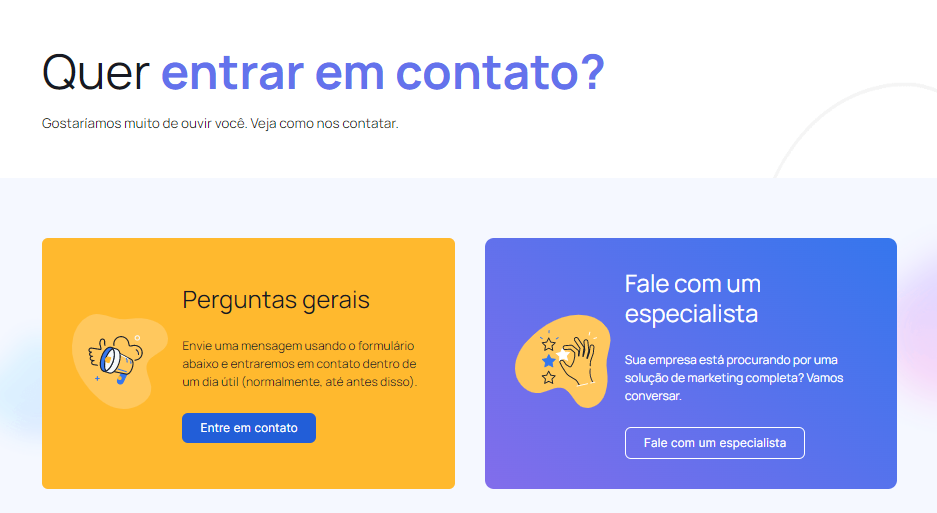 Quer entrar em contato?
Gostaríamos muito de ouvir você. Veja como nos contatar.
Perguntas gerais
Envie uma mensagem usando o formulário
abaixo e entraremos em contato dentro de
um dia útil (normalmente, até antes disso).
Entre em contato
Fale com um
especialista
Sua empresa está procurando por uma
solução de marketing completa? Vamos
conversar.
Fale com um especialista